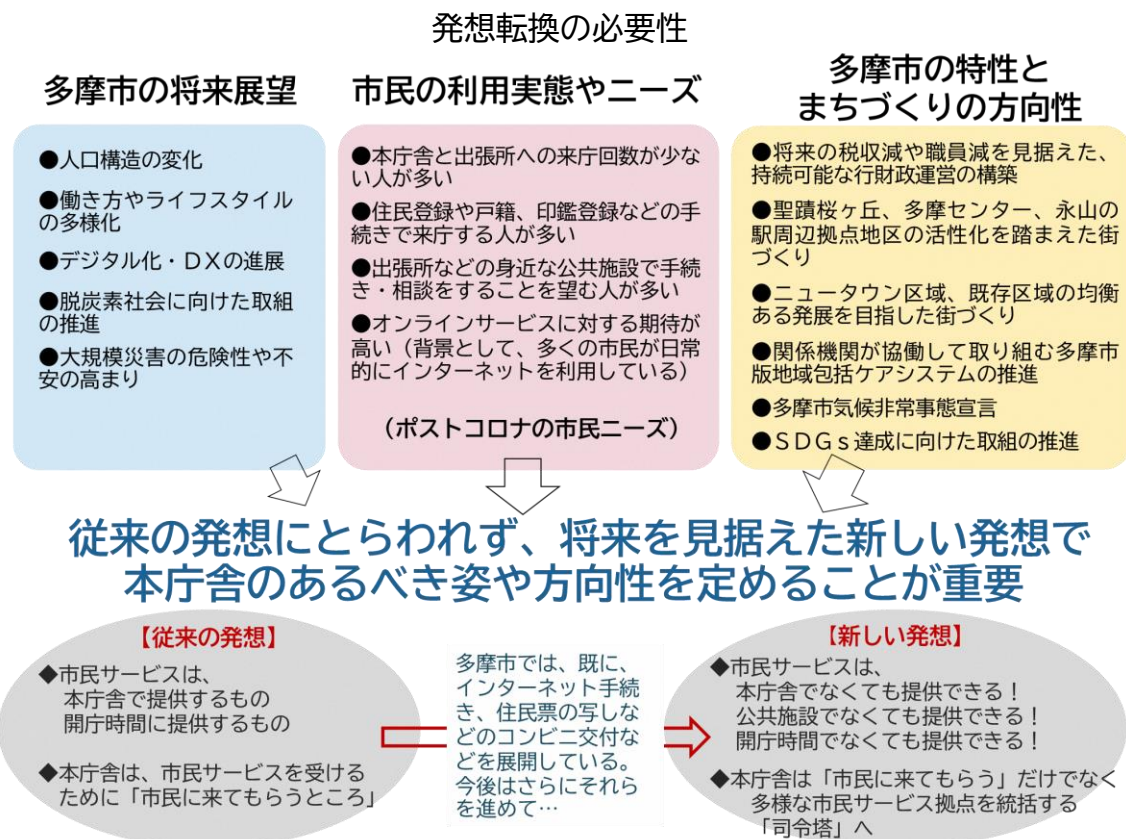 発想転換の必要性
多摩市の将来展望
●人口構造の変化
●働き方やライフスタイル
の多様化
●デジタル化・ＤＸの進展
●脱炭素社会に向けた取組
の推進
●大規模災害の危険性や不
安の高まり
市民の利用実態やニーズ
●本庁舎と出張所への来庁回数が少な
い人が多い
●住民登録や戸籍、印鑑登録などの手
続きで来庁する人が多い
●出張所などの身近な公共施設で手続
き・相談をすることを望む人が多い
●オンラインサービスに対する期待が
高い（背景として、多くの市民が日常
的にインターネットを利用している）
（ポストコロナの市民ニーズ）
多摩市の特性と
まちづくりの方向性
●将来の税収減や職員減を見据えた、
持続可能な行財政運営の構築
●聖蹟桜ヶ丘、多摩センター、永山の
駅周辺拠点地区の活性化を踏まえた街
づくり
●ニュータウン区域、既存区域の均衡
ある発展を目指した街づくり
●関係機関が協働して取り組む多摩市
版地域包括ケアシステムの推進
●多摩市気候非常事態宣言
●ＳＤＧｓ達成に向けた取組の推進
従来の発想にとらわれず、将来を見据えた新しい発想で
本庁舎のあるべき姿や方向性を定めることが重要
【従来の発想】
◆市民サービスは、
本庁舎で提供するもの
開庁時間に提供するもの
◆本庁舎は、市民サービスを受ける
ために「市民に来てもらうところ」
多摩市では、既に、
インターネット手続
き、住民票の写しな
どのコンビニ交付な
どを展開している。
今後はさらにそれら
を進めて…
【新しい発想】
◆市民サービスは、
本庁舎でなくても提供できる！
公共施設でなくても提供できる！
開庁時間でなくても提供できる！
◆本庁舎は「市民に来てもらう」だけでなく
多様な市民サービス拠点を統括する
「司令塔」へ